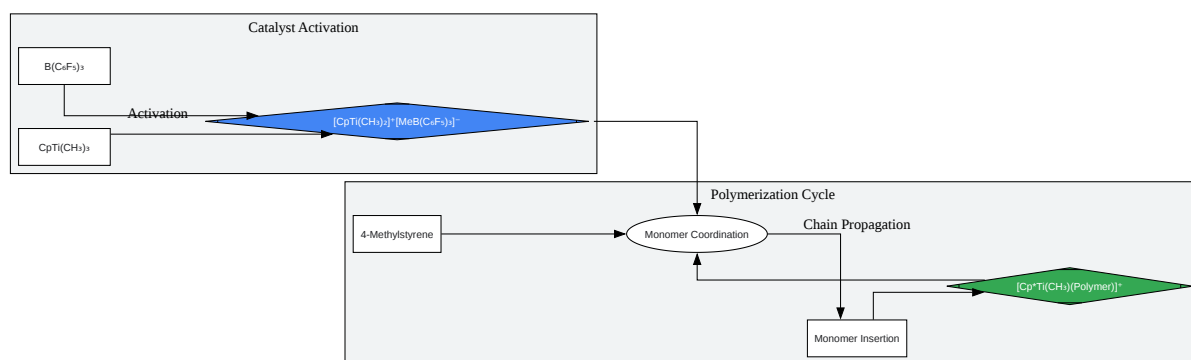 Catalyst Activation
B(C₆F₅)₃
Activation
[CpTi(CH₃)₂]⁺[MeB(C₆F₅)₃]⁻
CpTi(CH₃)₃
Polymerization Cycle
4-Methylstyrene
Monomer Coordination
Chain Propagation
[Cp*Ti(CH₃)(Polymer)]⁺
Monomer Insertion